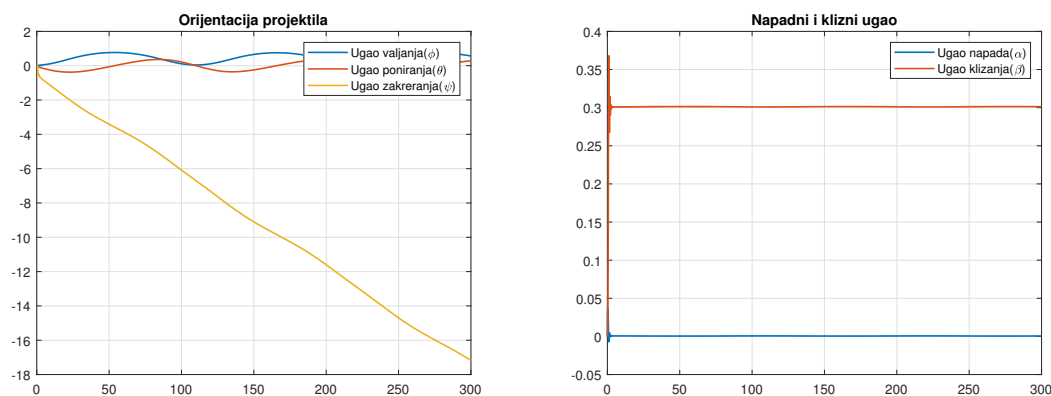 Orijentacija projektila
2
0
-2
-4
-6
-8
-10
-12
-14
-16
-18
0 50 100 150 200 250 300
Ugao valjanja(ϕ)
Ugao poniranja(θ)
Ugao zakreranja(ψ)
Napadni i klizni ugao
0.4
0.35
0.3
0.25
0.2
0.15
0.1
0.05
0
-0.05
0 50 100 150 200 250 300
Ugao napada(α)
Ugao klizanja(β)